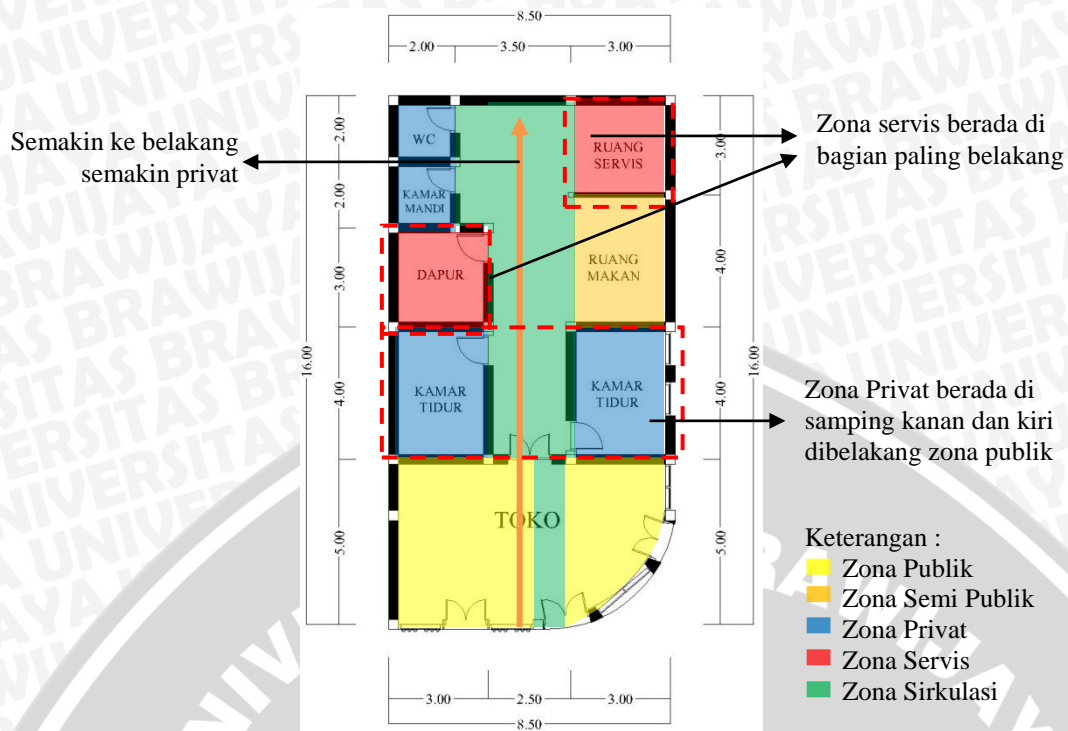 8.50
2.00
3.50
3.00
Semakin ke belakang
semakin privat
Zona servis berada di
bagian paling belakang
2.00
2.00
3.00
4.00
16.00
5.00
WC
KAMAR
MANDI
DAPUR
KAMAR
TIDUR
RUANG
SERVIS
RUANG
MAKAN
KAMAR
TIDUR
TOKO
3.00
4.00
4.00
16.00
5.00
Zona Privat berada di
samping kanan dan kiri
dibelakang zona publik
Keterangan :
Zona Publik
Zona Semi Publik
Zona Privat
Zona Servis
Zona Sirkulasi
3.00
2.50
3.00
8.50
UNIVERSITAS BRAWIJAYA